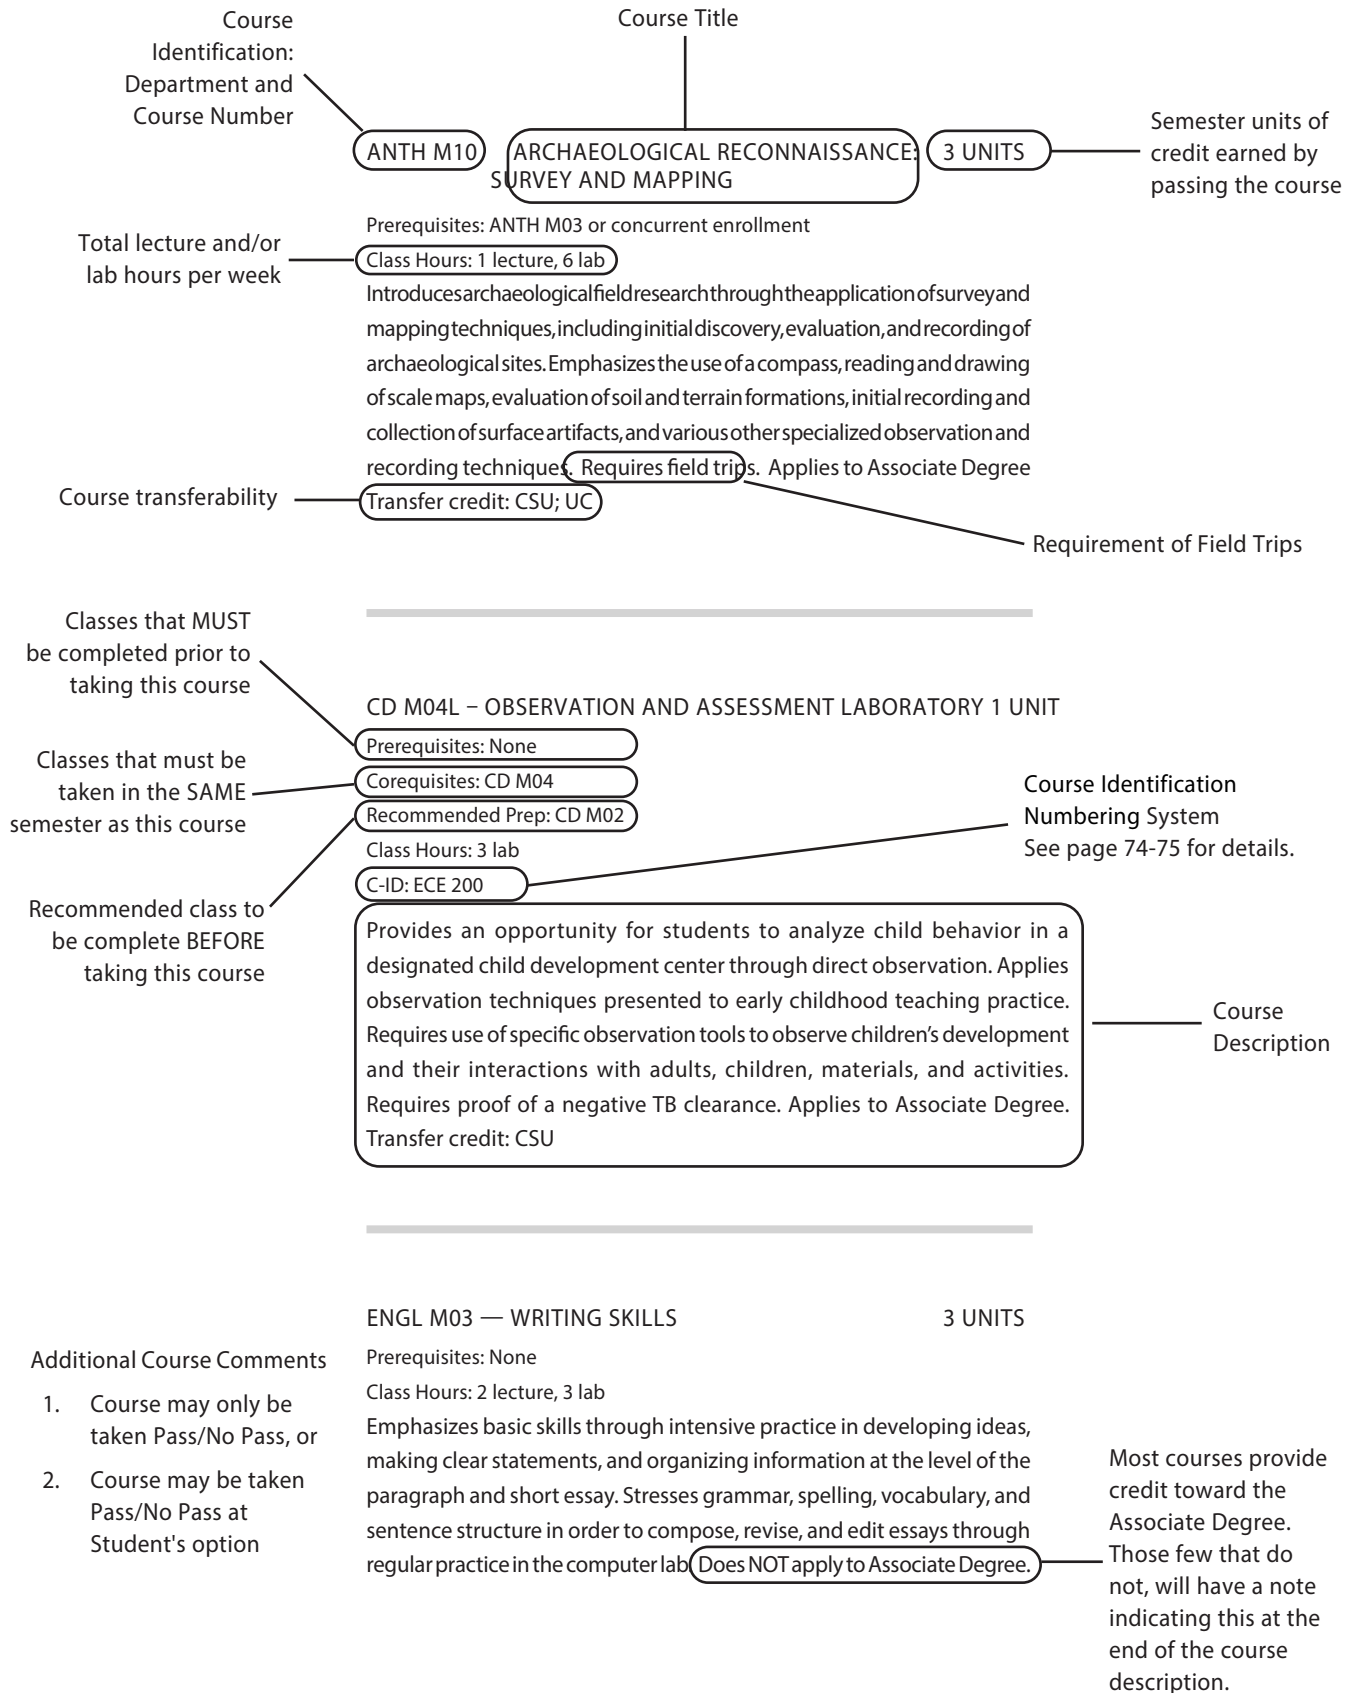 Course
Identification:
Department and
Course Number
Course Title
ANTH M10
ARCHAEOLOGICAL RECONNAISSANCE:
SURVEY AND MAPPING
3 UNITS
Semester units of
credit earned by
passing the course
Prerequisites: ANTH M03 or concurrent enrollment
Total lecture and/or
lab hours per week
Class Hours: 1 lecture, 6 lab
Introduces archaeological field research through the application of survey and
mapping techniques, including initial discovery, evaluation, and recording of
archaeological sites. Emphasizes the use of a compass, reading and drawing
of scale maps, evaluation of soil and terrain formations, initial recording and
collection of surface artifacts, and various other specialized observation and
recording techniques. Requires field trips. Applies to Associate Degree
Course transferability
Transfer credit: CSU; UC
Requirement of Field Trips
Classes that MUST
be completed prior to
taking this course
CD M04L – OBSERVATION AND ASSESSMENT LABORATORY 1 UNIT
Prerequisites: None
Classes that must be
taken in the SAME
semester as this course
Corequisites: CD M04
Recommended Prep: CD M02
Class Hours: 3 lab
C-ID: ECE 200
Course Identification
Numbering System
See page 74-75 for details.
Recommended class to
be complete BEFORE
taking this course
Provides an opportunity for students to analyze child behavior in a
designated child development center through direct observation. Applies
observation techniques presented to early childhood teaching practice.
Requires use of specific observation tools to observe children's development
and their interactions with adults, children, materials, and activities.
Requires proof of a negative TB clearance. Applies to Associate Degree.
Transfer credit: CSU
Course
Description
ENGL M03 — WRITING SKILLS 3 UNITS
Prerequisites: None
Class Hours: 2 lecture, 3 lab
Emphasizes basic skills through intensive practice in developing ideas,
making clear statements, and organizing information at the level of the
paragraph and short essay. Stresses grammar, spelling, vocabulary, and
sentence structure in order to compose, revise, and edit essays through
regular practice in the computer lab. Does NOT apply to Associate Degree.
Additional Course Comments
1. Course may only be
taken Pass/No Pass, or
2. Course may be taken
Pass/No Pass at
Student's option
Most courses provide
credit toward the
Associate Degree.
Those few that do
not, will have a note
indicating this at the
end of the course
description.